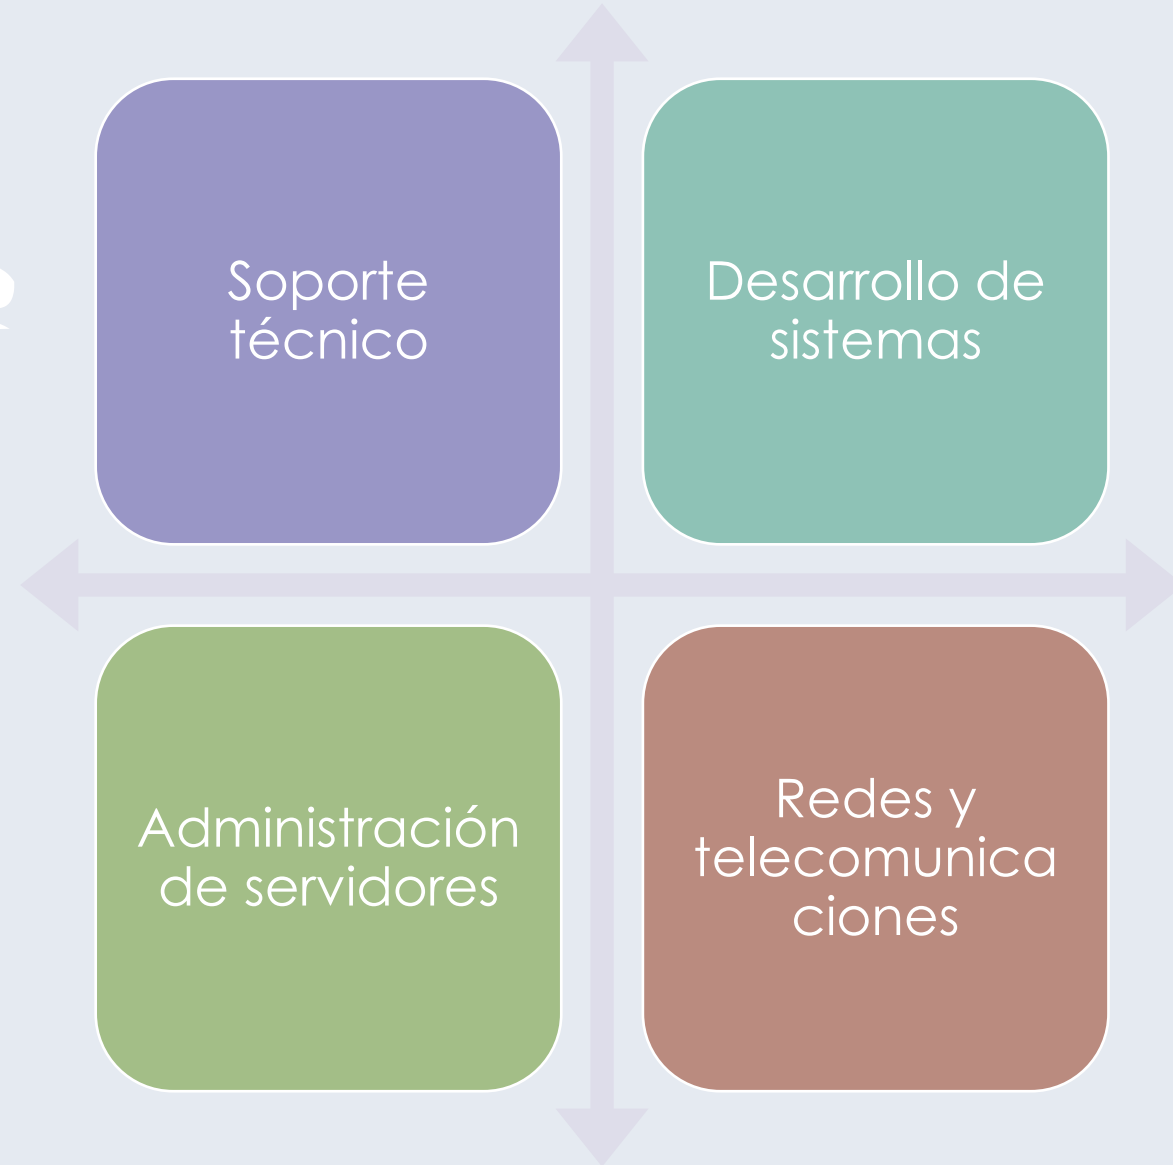 Soporte
técnico
Desarrollo de
sistemas
Administración
de servidores
Redes y
telecomunica
ciones